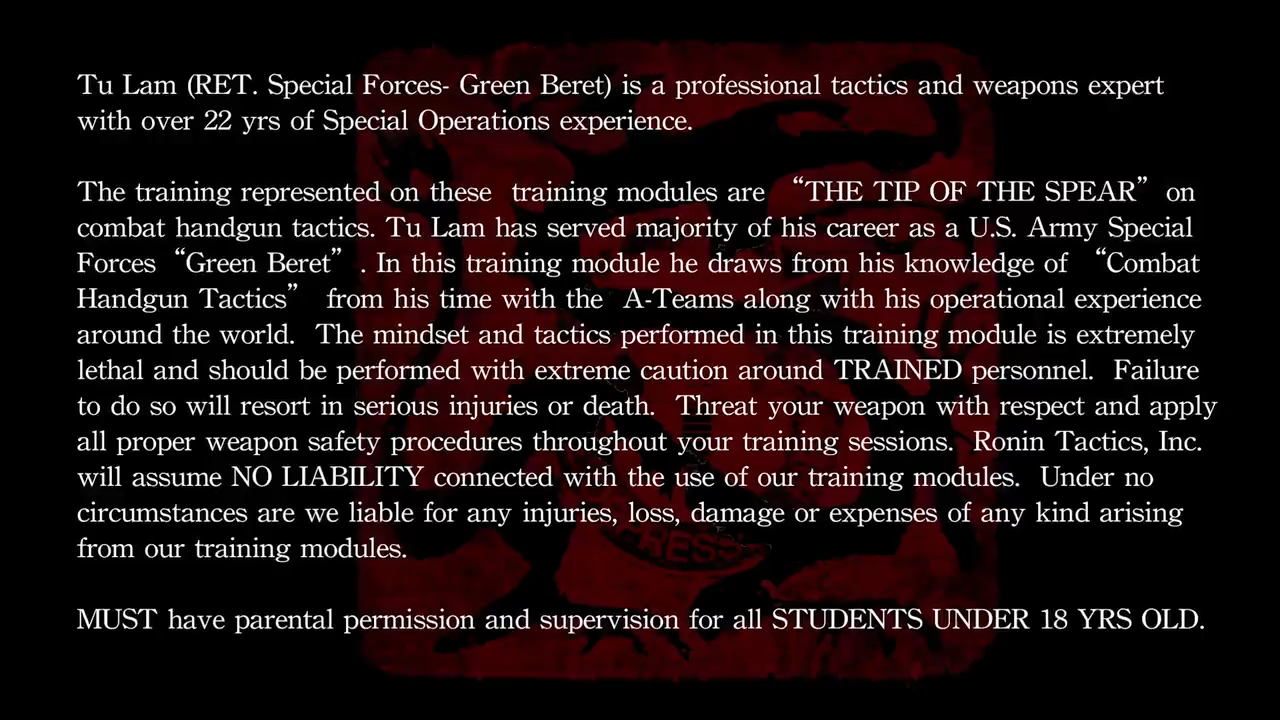 Tu Lam (RET. Special Forces- Green Beret) is a professional tactics and weapons expert
with over 22 yrs of Special Operations experience.
The training represented on these  training modules are  “THE TIP OF THE SPEAR” on
combat handgun tactics. Tu Lam has served majority of his career as a U.S. Army Special
Forces “Green Beret” . In this training module he draws from his knowledge of “Combat
Handgun Tactics”  from his time with the  A-Teams along with his operational experience
around the world.  The mindset and tactics performed in this training module is extremely
lethal and should be performed with extreme caution around TRAINED personnel.  Failure
to do so will resort in serious injuries or death.  Threat your weapon with respect and apply
all proper weapon safety procedures throughout your training sessions.  Ronin Tactics, Inc.
will assume NO LIABILITY connected with the use of our training modules.  Under no
circumstances are we liable for any injuries, loss, damage or expenses of any kind arising
from our training modules.
MUST have parental permission and supervision for all STUDENTS UNDER 18 YRS OLD.